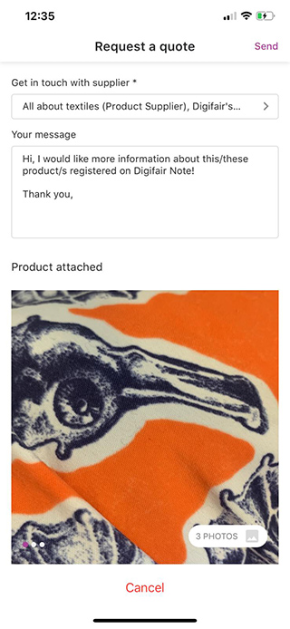 12:35
Request a quote
Send
Get in touch with supplier *
All about textiles (Product Supplier), Digifair's...
Your message
Hi, I would like more information about this/these
product/s registered on Digifair Note!
Thank you,
Product attached
3 PHOTOS
Cancel